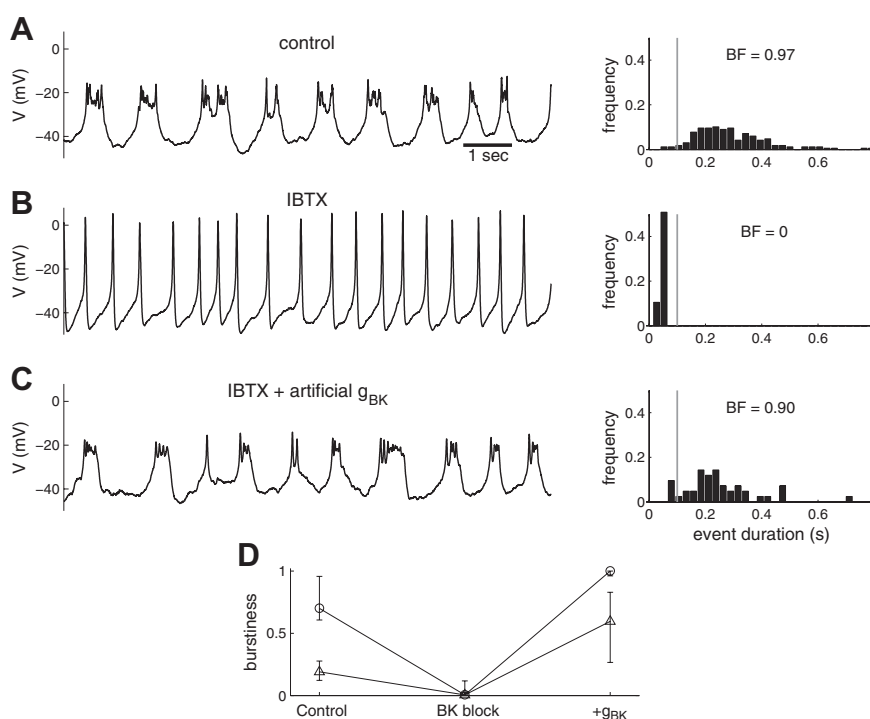 A
control
V (mV)
0
−20
−40
1 sec
frequency
0.4
0.2
0
BF = 0.97
0 0.2 0.4 0.6
B
IBTX
V (mV)
0
−20
−40
frequency
0.4
0.2
0
BF = 0
0 0.2 0.4 0.6
C
IBTX + artificial gBK
V (mV)
0
−20
−40
frequency
0.4
0.2
0
BF = 0.90
0 0.2 0.4 0.6
event duration (s)
D
burstiness
1
0.5
0
Control BK block +gBK